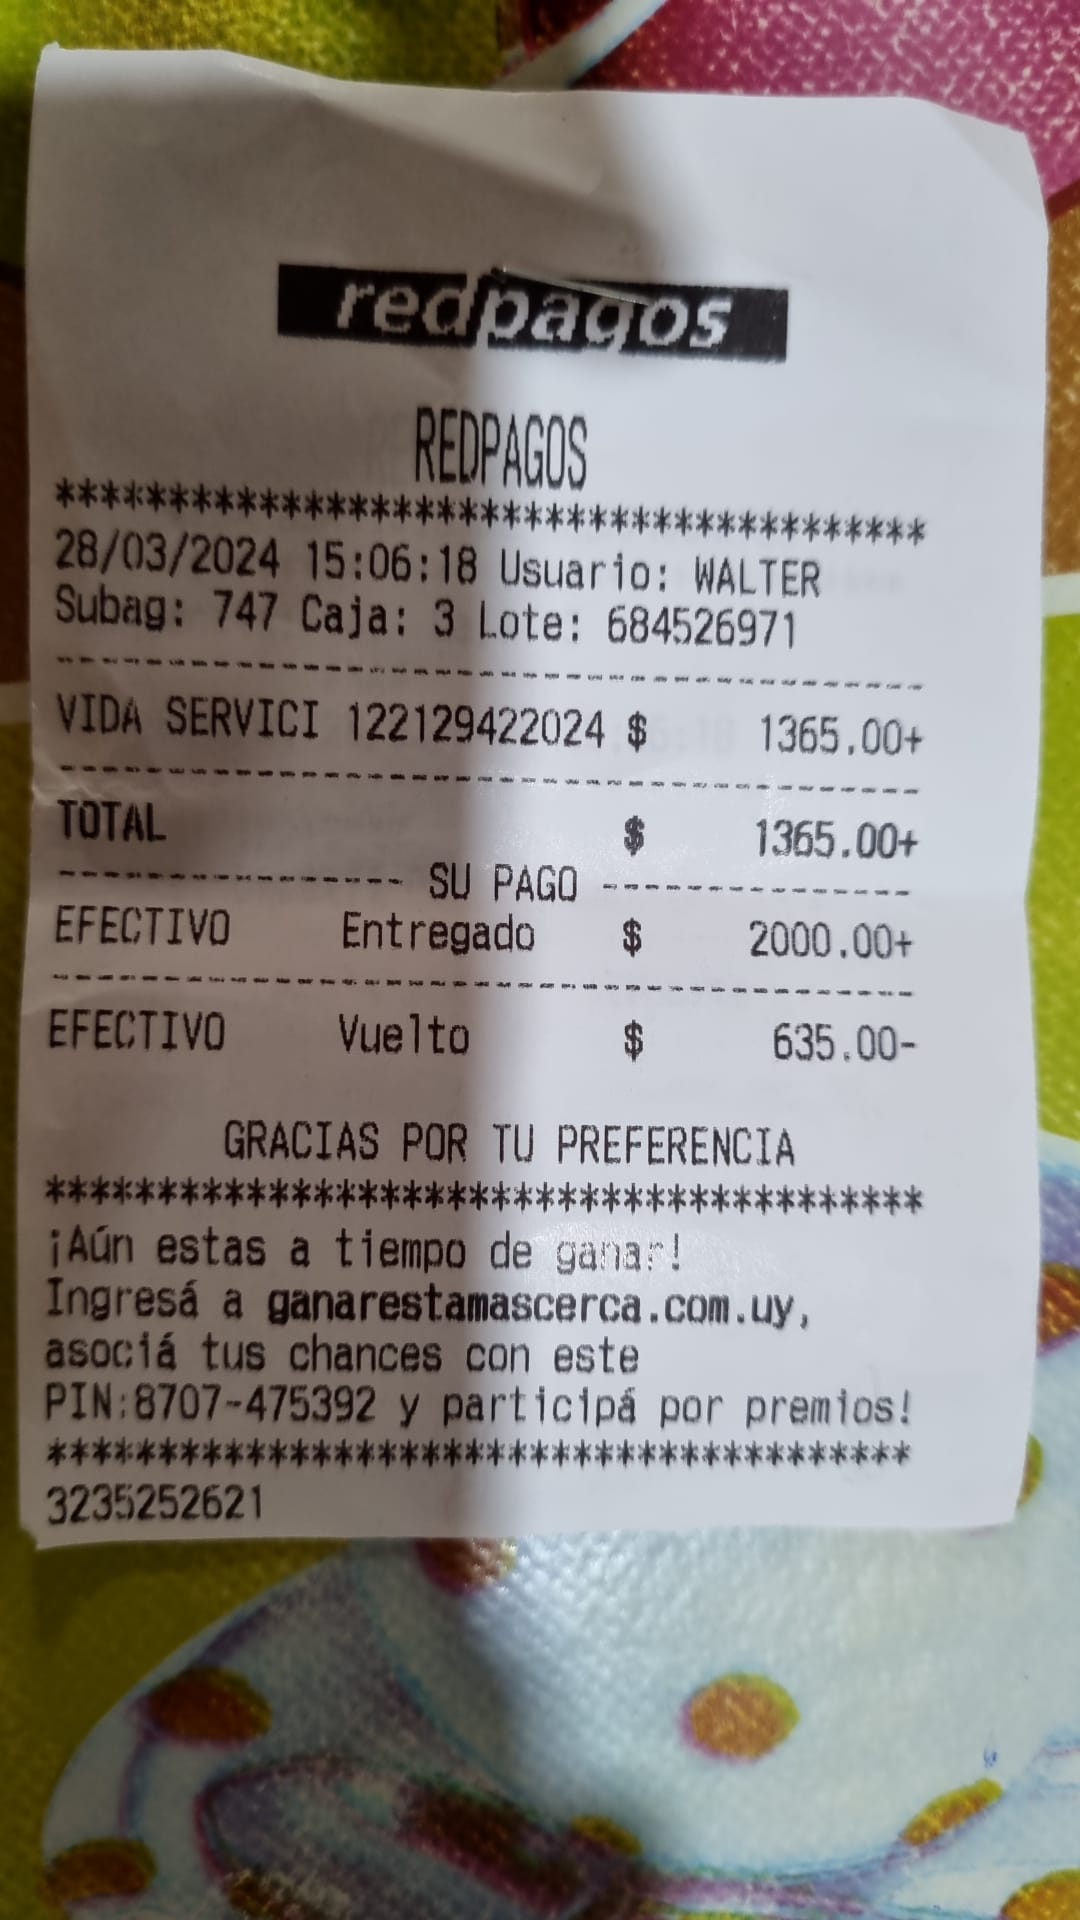 redpagos
REDPAGOS
****************************************
28/03/2024 15:06:18 Usuario: WALTER
Subag: 747 Caja: 3 Lote: 684526971
----------------------------------------
VIDA SERVICI 122129422024 $ 1365.00+
----------------------------------------
TOTAL $ 1365.00+
---------------- SU PAGO ---------------
EFECTIVO Entregado $ 2000.00+
----------------------------------------
EFECTIVO Vuelto $ 635.00-
GRACIAS POR TU PREFERENCIA
****************************************
¡Aún estas a tiempo de ganar!
Ingresá a ganarestamascerca.com.uy,
asociá tus chances con este
PIN:8707-475392 y participá por premios!
****************************************
3235252621